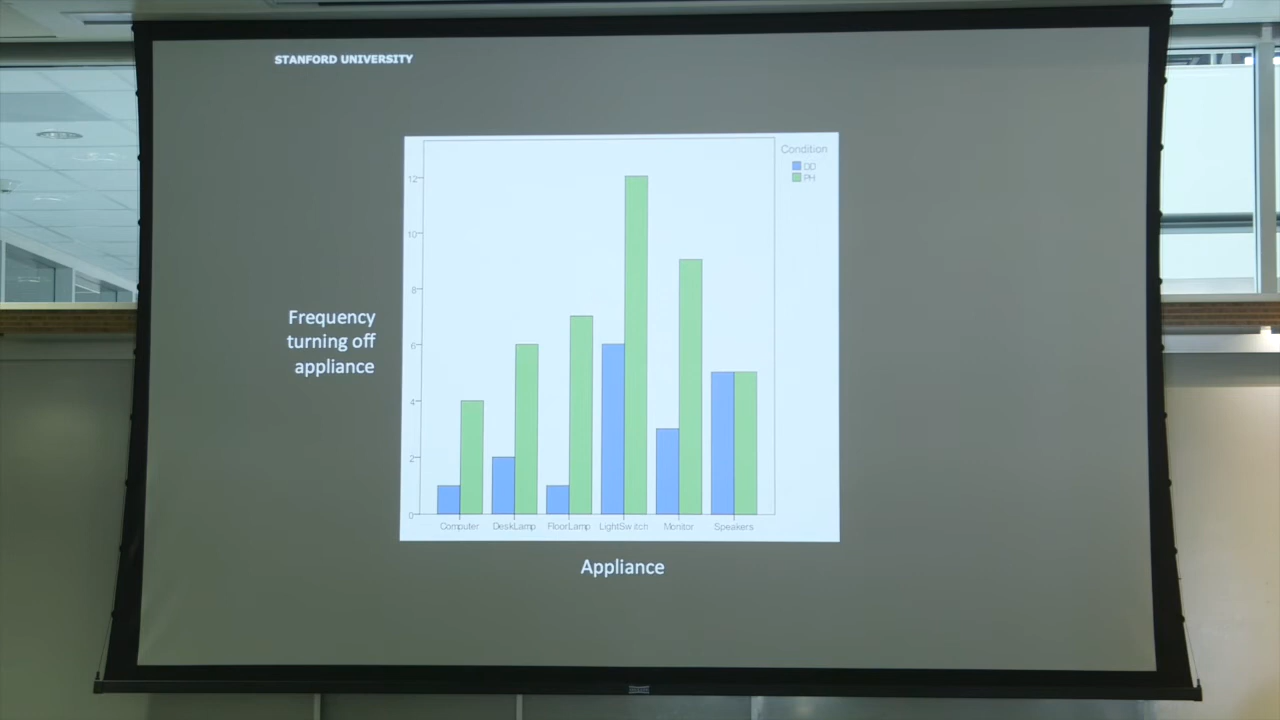 STANFORD UNIVERSITY
Condition
DD
PH
12
10
8
6
4
2
0
Frequency
turning off
appliance
Computer
DeskLamp
FloorLamp
LightSwitch
Monitor
Speakers
Appliance